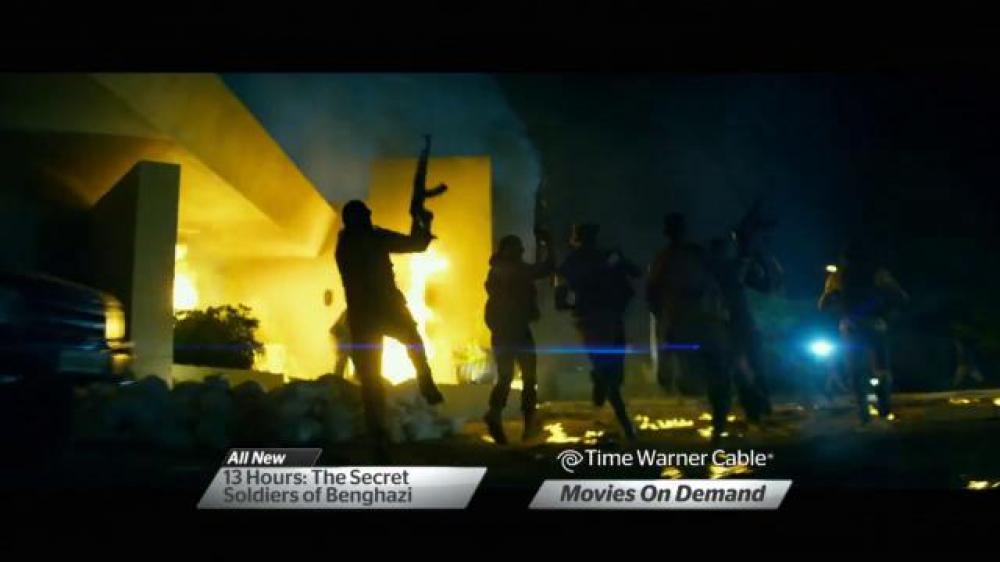 All New
13 Hours: The Secret
Soldiers of Benghazi
Time Warner Cable®
Movies On Demand